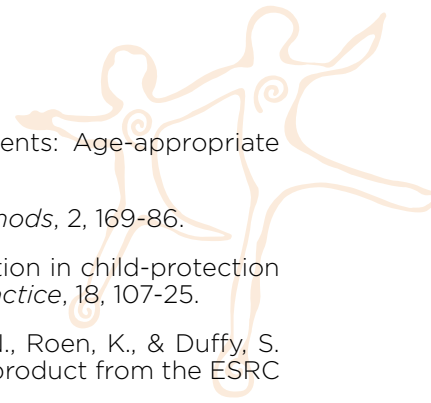 ents: Age-appropriate
hods, 2, 169-86.
tion in child-protection
actice, 18, 107-25.
I., Roen, K., & Duffy, S.
product from the ESRC